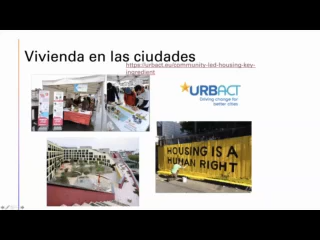 Vivienda en las ciudades
https://urbact.eu/community-led-housing-key-
ingredient
URBACT
Driving change for
better cities
HOUSING IS A
HUMAN RIGHT